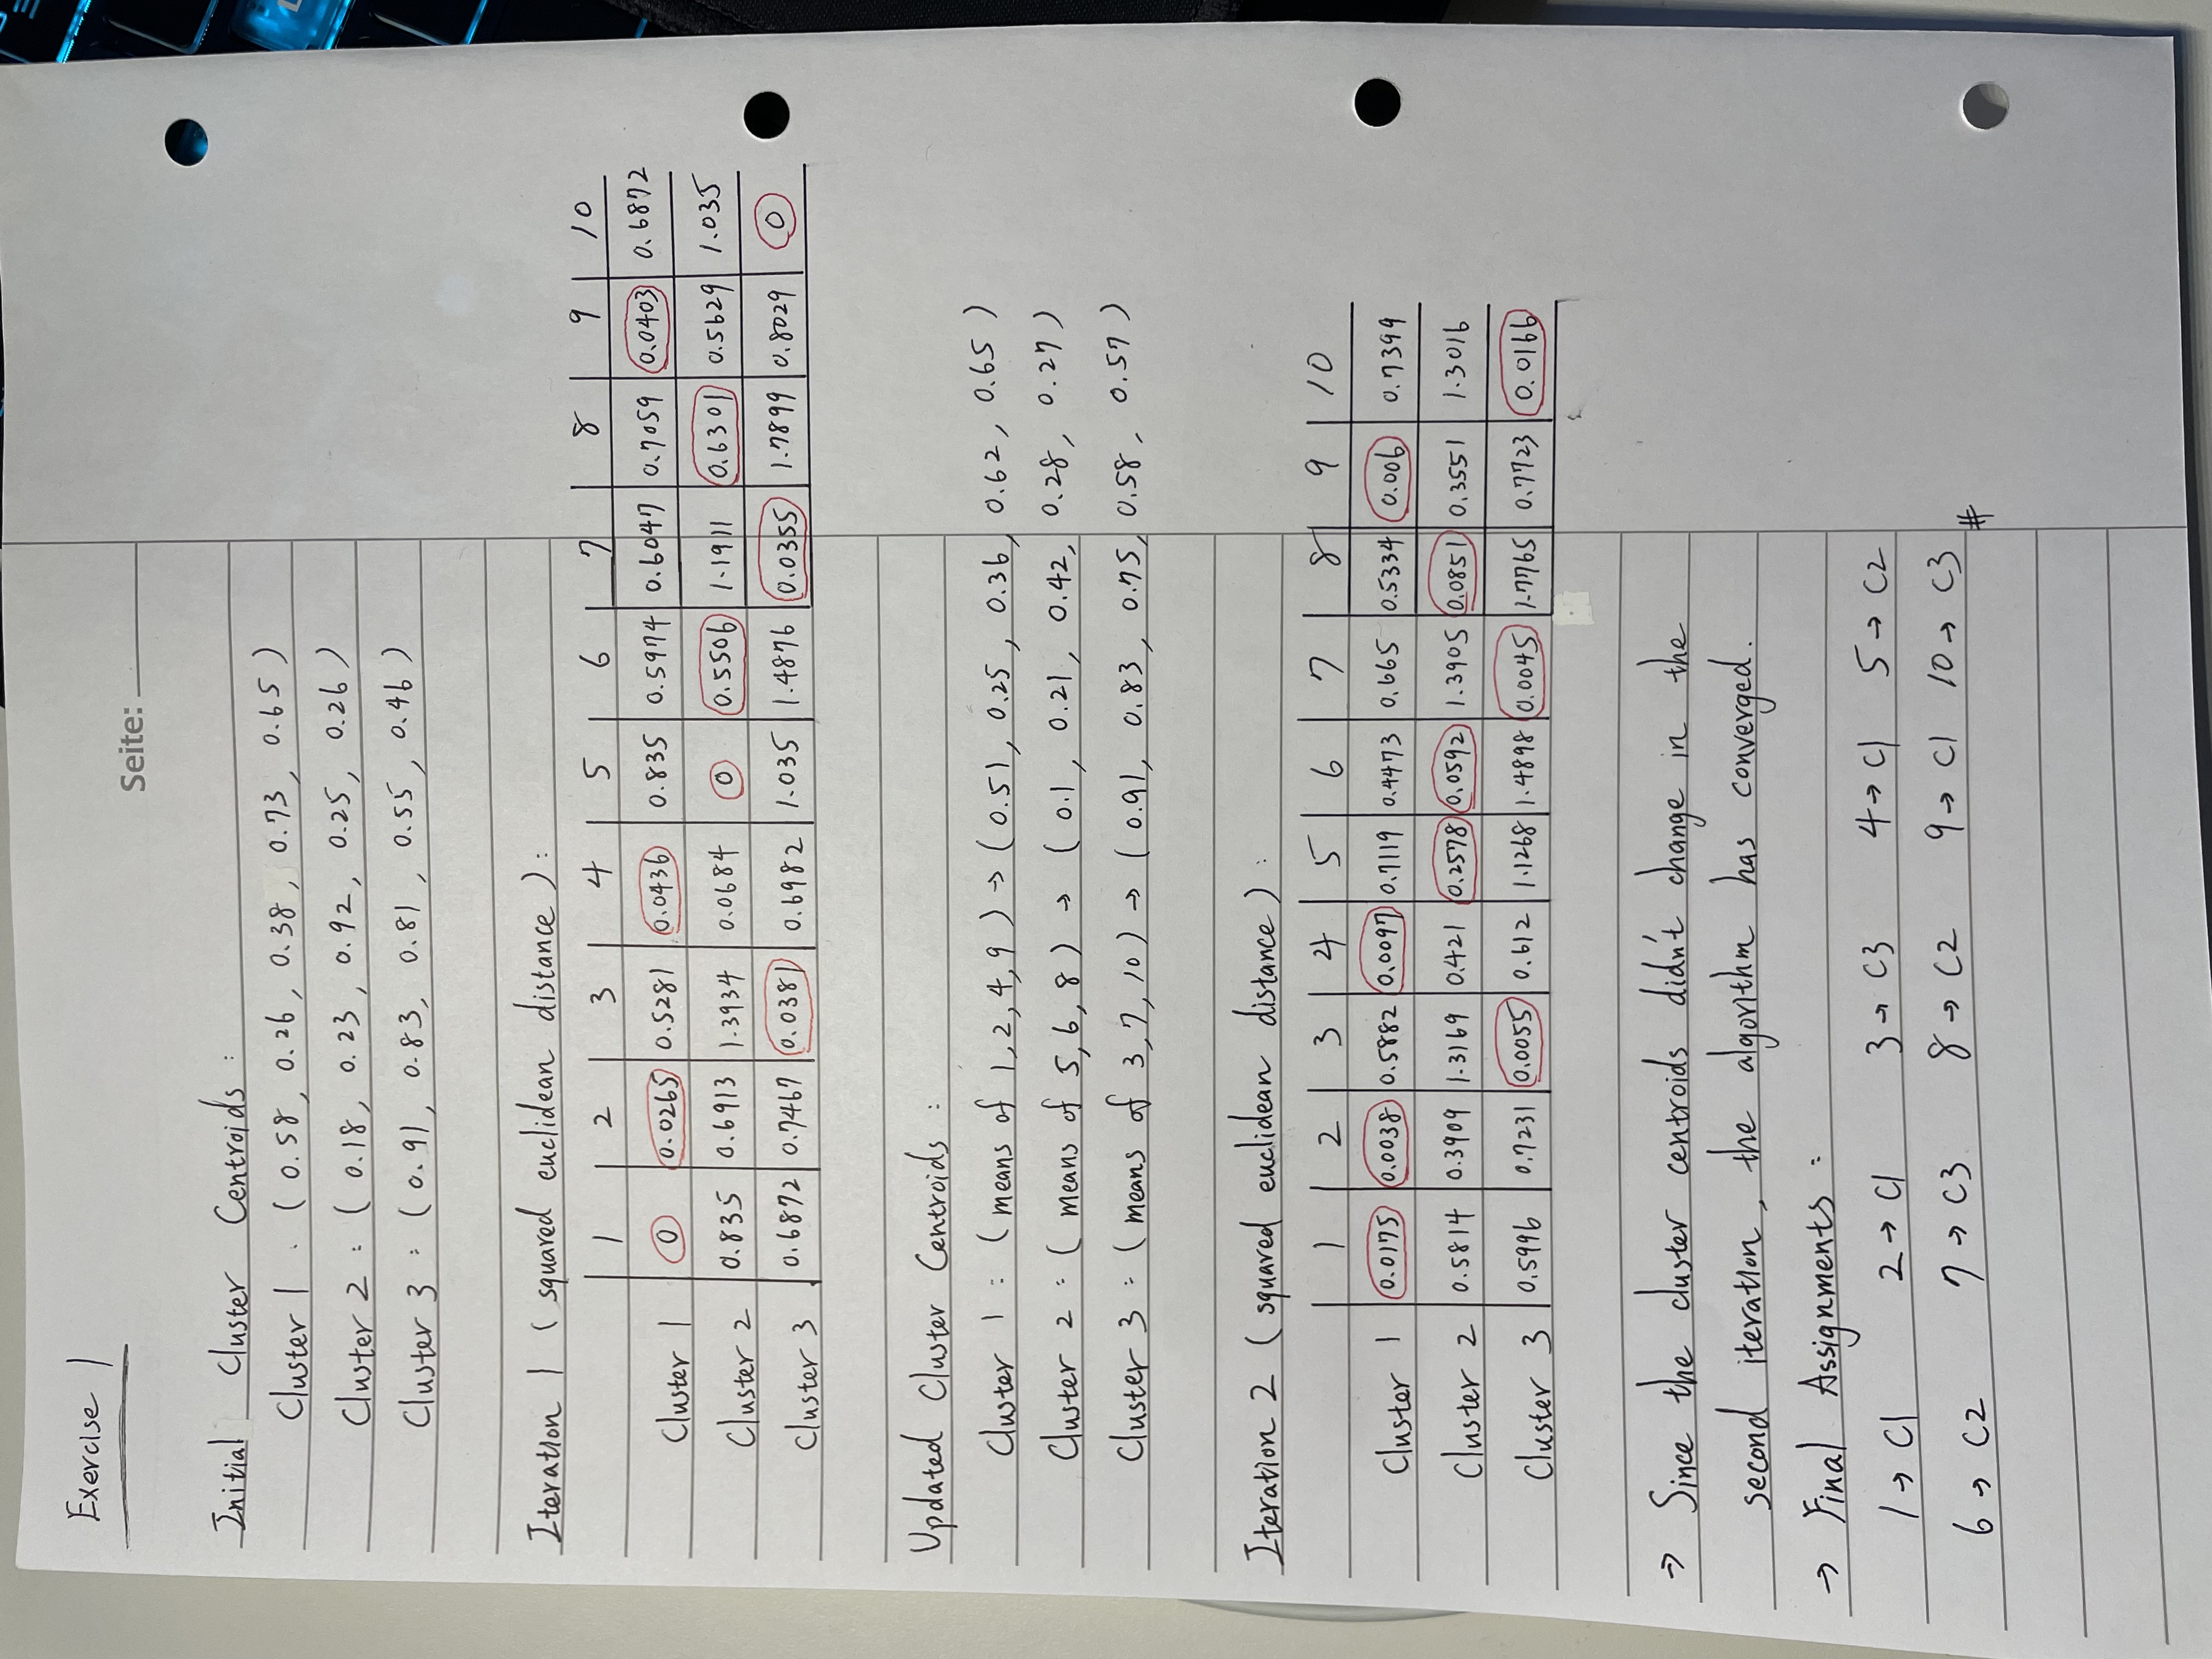 Exercise 1
Seite:
Initial Cluster Centroids :
Cluster 1 : ( 0.58, 0.26, 0.38, 0.73, 0.65 )
Cluster 2 : ( 0.18, 0.23, 0.92, 0.25, 0.26 )
Cluster 3 : ( 0.91, 0.83, 0.81, 0.55, 0.46 )
Iteration 1 ( squared euclidean distance ) :
1 2 3 4 5 6 7 8 9 10
Cluster 1 0 0.0265 0.5281 0.0436 0.835 0.5974 0.6047 0.7059 0.0403 0.6872
Cluster 2 0.835 0.6913 1.3934 0.0684 0 0.5506 1.1911 0.6301 0.5629 1.035
Cluster 3 0.6872 0.7467 0.0381 0.6982 1.035 1.4876 0.0355 1.7899 0.8029 0
Updated Cluster Centroids :
Cluster 1 : ( means of 1,2,4,9 ) → ( 0.51, 0.25, 0.36, 0.62, 0.65 )
Cluster 2 : ( means of 5,6,8 ) → ( 0.1, 0.21, 0.42, 0.28, 0.27 )
Cluster 3 : ( means of 3,7,10 ) → ( 0.91, 0.83, 0.75, 0.58, 0.57 )
Iteration 2 ( squared euclidean distance ) :
1 2 3 4 5 6 7 8 9 10
Cluster 1 0.0175 0.0038 0.5882 0.0097 0.7119 0.4473 0.665 0.5334 0.006 0.7399
Cluster 2 0.5814 0.3909 1.3169 0.421 0.2578 0.0592 1.3905 0.0851 0.3551 1.3016
Cluster 3 0.5996 0.7231 0.0055 0.612 1.1268 1.4898 0.0045 1.7765 0.7723 0.0166
→ Since the cluster centroids didn't change in the
second iteration, the algorithm has converged.
→ Final Assignments :
1 → C1 2 → C1 3 → C3 4 → C1 5 → C2
6 → C2 7 → C3 8 → C2 9 → C1 10 → C3 #